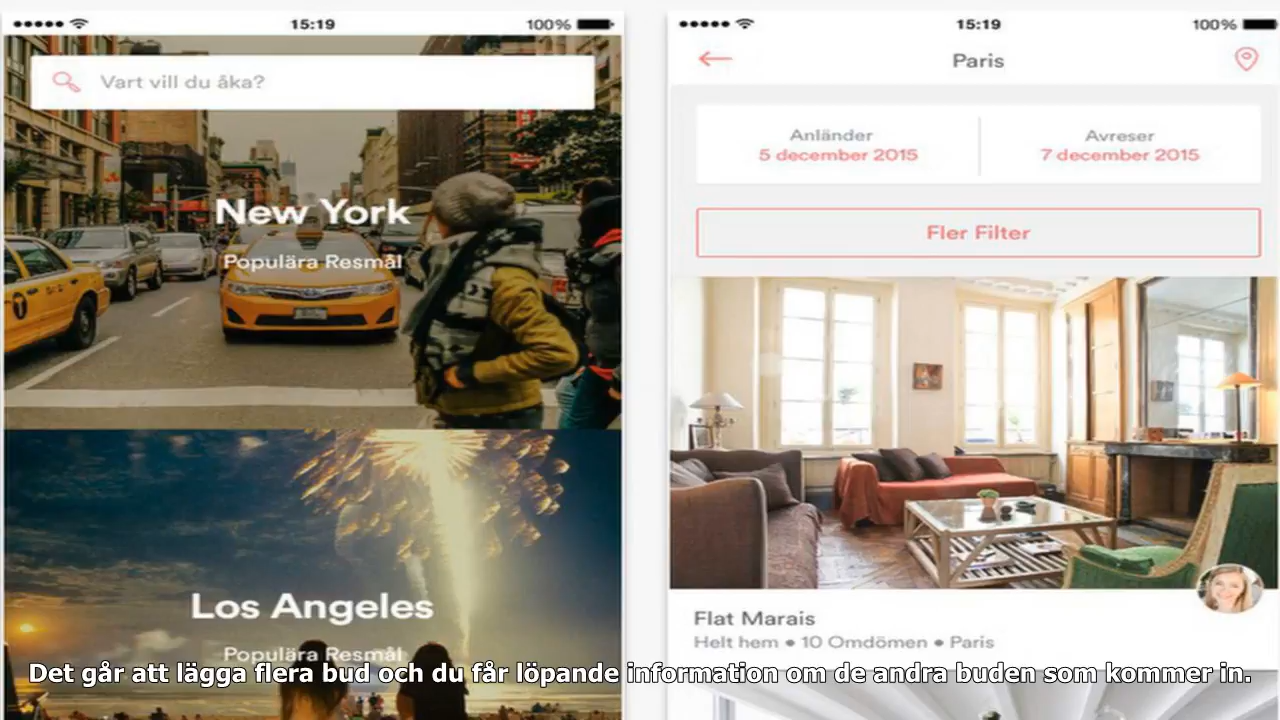 15:19
100%
Vart vill du åka?
New York
Populära Resmål
Los Angeles
Populära Resmål
15:19
100%
Paris
Anländer
5 december 2015
Avreser
7 december 2015
Fler Filter
Flat Marais
Helt hem • 10 Omdömen • Paris
Det går att lägga flera bud och du får löpande information om de andra buden som kommer in.